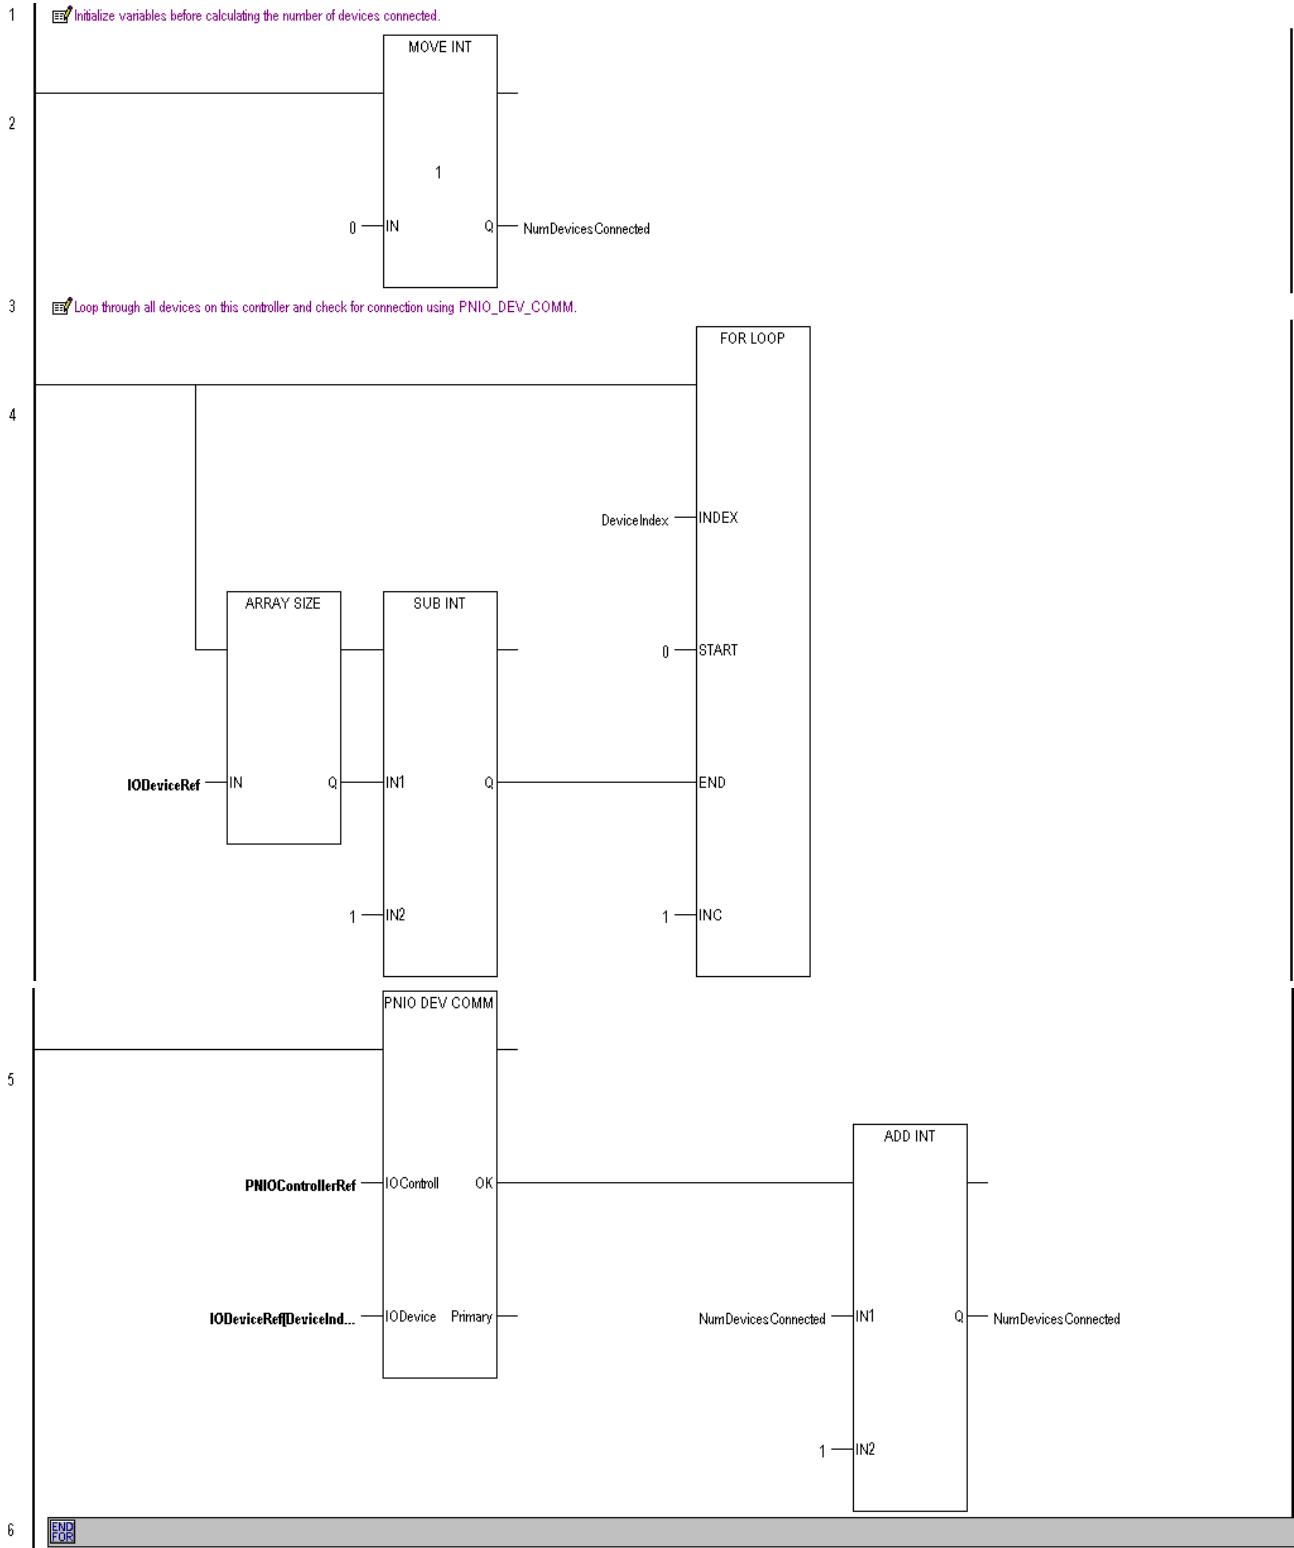 1 Initialize variables before calculating the number of devices connected.
MOVE INT
2
1
0 IN Q NumDevicesConnected
3 Loop through all devices on this controller and check for connection using PNIO_DEV_COMM.
FOR LOOP
4
DeviceIndex INDEX
ARRAY SIZE SUB INT
0 START
IODeviceRef IN Q IN1 Q END
1 IN2 1 INC
PNIO DEV COMM
5
ADD INT
PNIOControllerRef IOControll OK
IODeviceRef[DeviceInd... IODevice Primary NumDevicesConnected IN1 Q NumDevicesConnected
1 IN2
6 END FOR